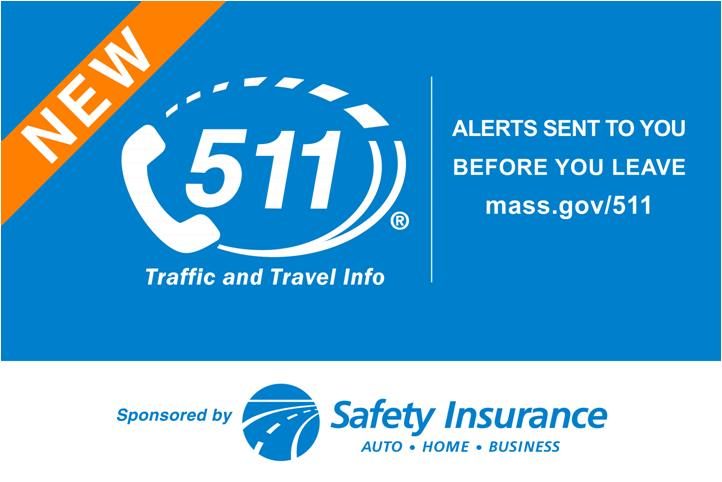 NEW
511®
Traffic and Travel Info
ALERTS SENT TO YOU
BEFORE YOU LEAVE
mass.gov/511
Sponsored by
Safety Insurance
AUTO • HOME • BUSINESS